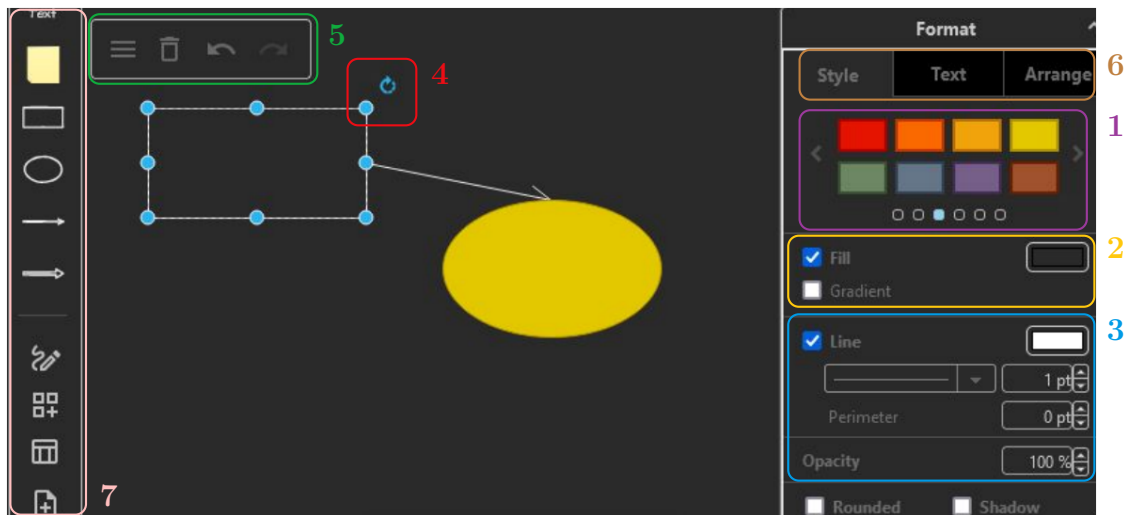 Text
5
4
Format
Style Text Arrange
6
1
Fill
2
Gradient
Line
3
1 pt
Perimeter 0 pt
Opacity 100 %
7
Rounded Shadow